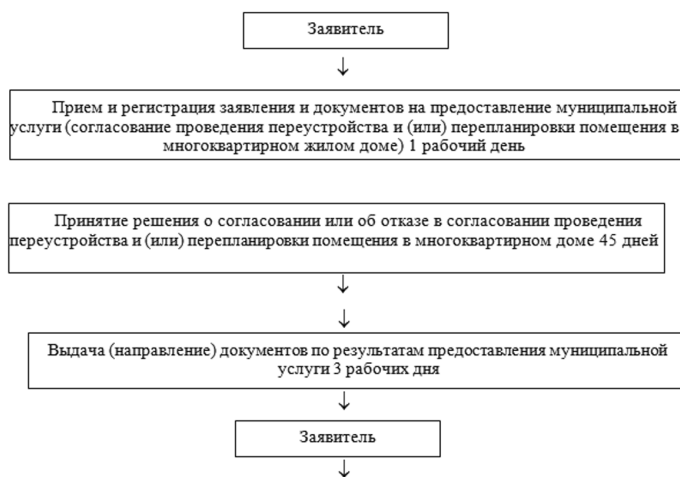 Заявитель
Прием и регистрация заявления и документов на предоставление муниципальной
услуги (согласование проведения переустройства и (или) перепланировки помещения в
многоквартирном жилом доме) 1 рабочий день
Принятие решения о согласовании или об отказе в согласовании проведения
переустройства и (или) перепланировки помещения в многоквартирном доме 45 дней
Выдача (направление) документов по результатам предоставления муниципальной
услуги 3 рабочих дня
Заявитель